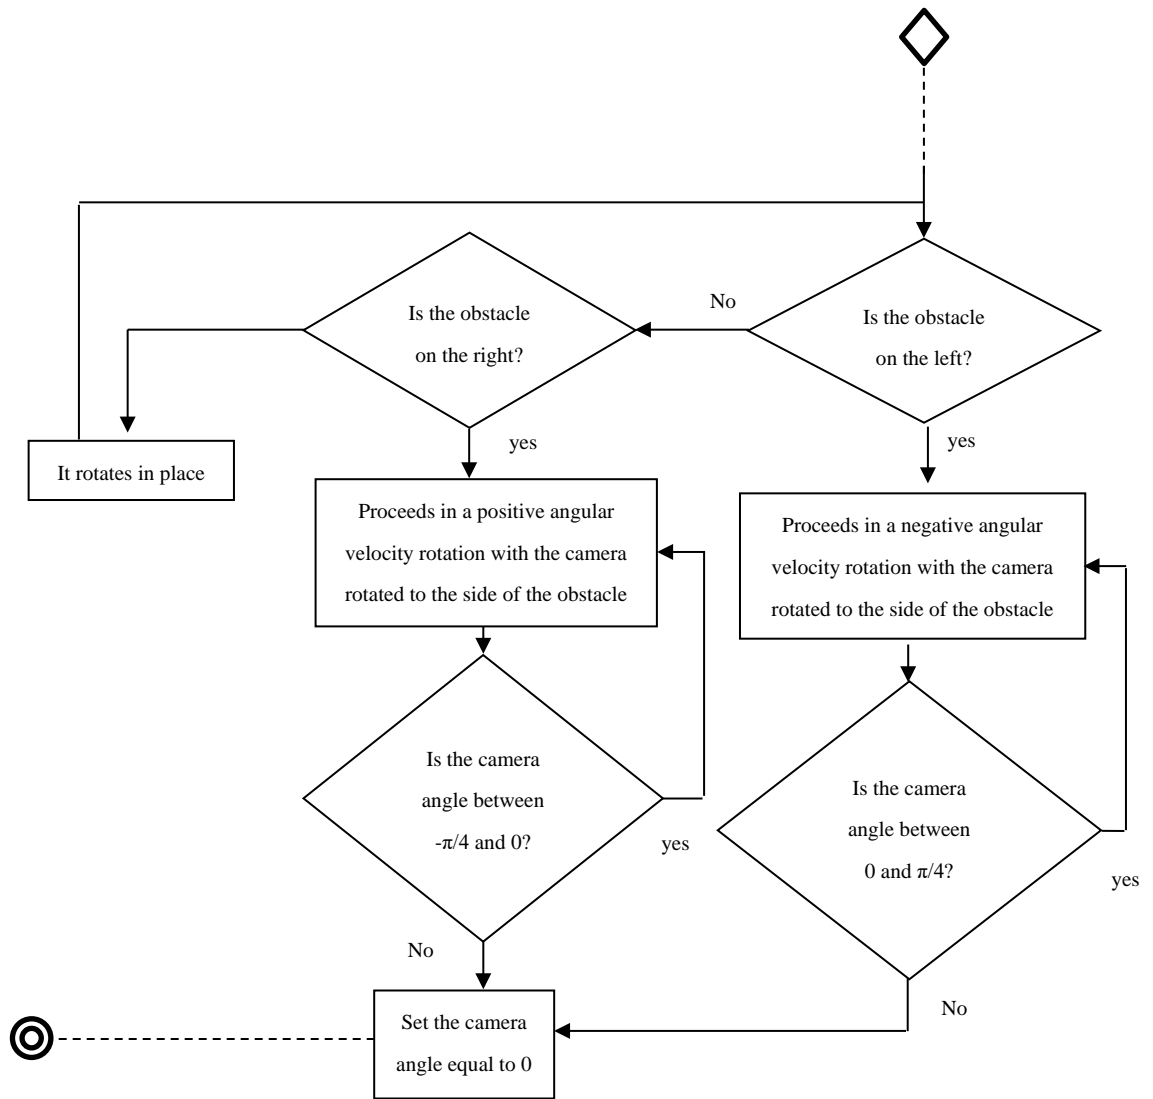 No
Is the obstacle
on the right?
Is the obstacle
on the left?
yes
yes
It rotates in place
Proceeds in a positive angular
velocity rotation with the camera
rotated to the side of the obstacle
Proceeds in a negative angular
velocity rotation with the camera
rotated to the side of the obstacle
Is the camera
angle between
-π/4 and 0?
yes
Is the camera
angle between
0 and π/4?
yes
No
No
Set the camera
angle equal to 0